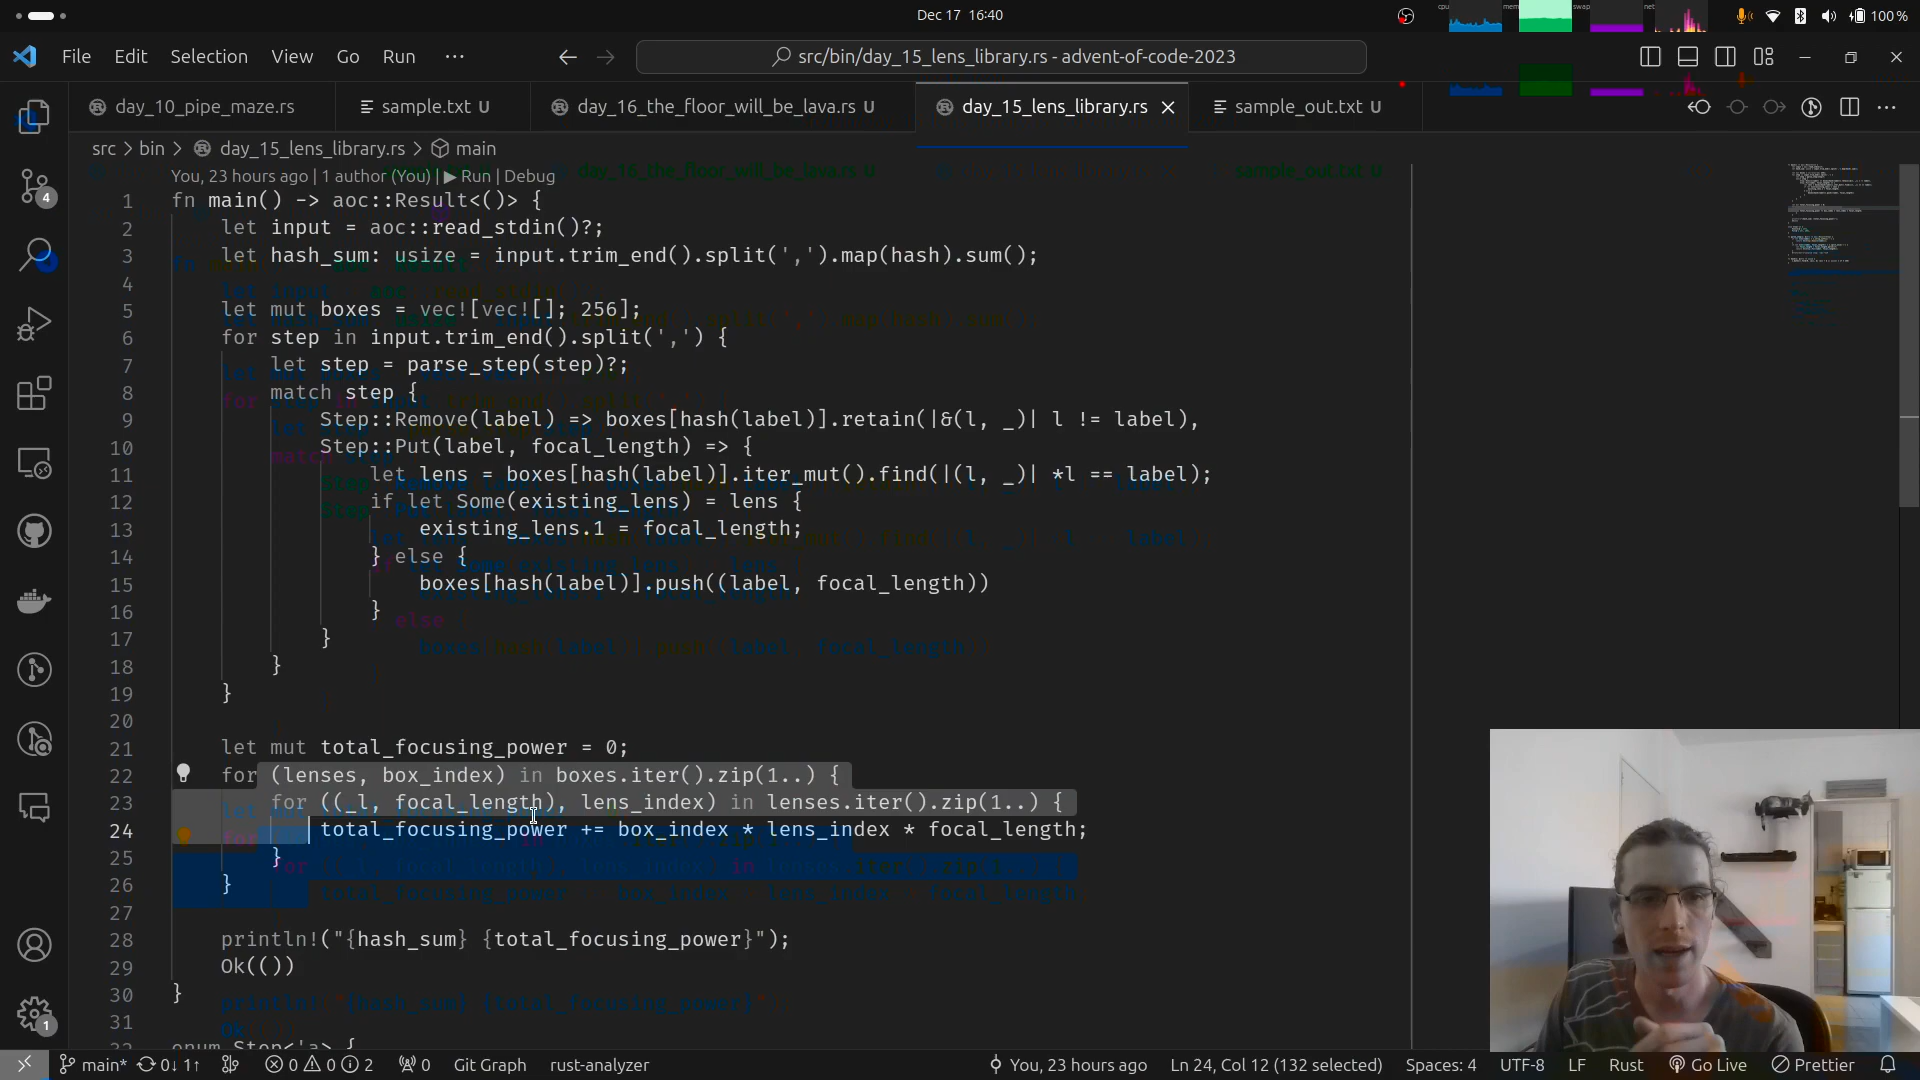 Dec 17 16:40
cpu mem swap net 100 %
File Edit Selection View Go Run ··· src/bin/day_15_lens_library.rs - advent-of-code-2023
day_10_pipe_maze.rs sample.txt U day_16_the_floor_will_be_lava.rs U day_15_lens_library.rs sample_out.txt U
src > bin > day_15_lens_library.rs > main
You, 23 hours ago | 1 author (You) | ▶ Run | Debug
1 fn main() -> aoc::Result<()> {
2 let input = aoc::read_stdin()?;
3 let hash_sum: usize = input.trim_end().split(',').map(hash).sum();
4
5 let mut boxes = vec![vec![]; 256];
6 for step in input.trim_end().split(',') {
7 let step = parse_step(step)?;
8 match step {
9 Step::Remove(label) => boxes[hash(label)].retain(|&(l, _)| l != label),
10 Step::Put(label, focal_length) => {
11 let lens = boxes[hash(label)].iter_mut().find(|(l, _)| *l == label);
12 if let Some(existing_lens) = lens {
13 existing_lens.1 = focal_length;
14 } else {
15 boxes[hash(label)].push((label, focal_length))
16 }
17 }
18 }
19 }
20
21 let mut total_focusing_power = 0;
22 for (lenses, box_index) in boxes.iter().zip(1..) {
23 for ((_l, focal_length), lens_index) in lenses.iter().zip(1..) {
24 total_focusing_power += box_index * lens_index * focal_length;
25 }
26 }
27
28 println!("{hash_sum} {total_focusing_power}");
29 Ok(())
30 }
31
32 enum Step<'a> {
4
1
main* 0↓ 1↑ 0 0 2 0 Git Graph rust-analyzer You, 23 hours ago Ln 24, Col 12 (132 selected) Spaces: 4 UTF-8 LF Rust Go Live Prettier